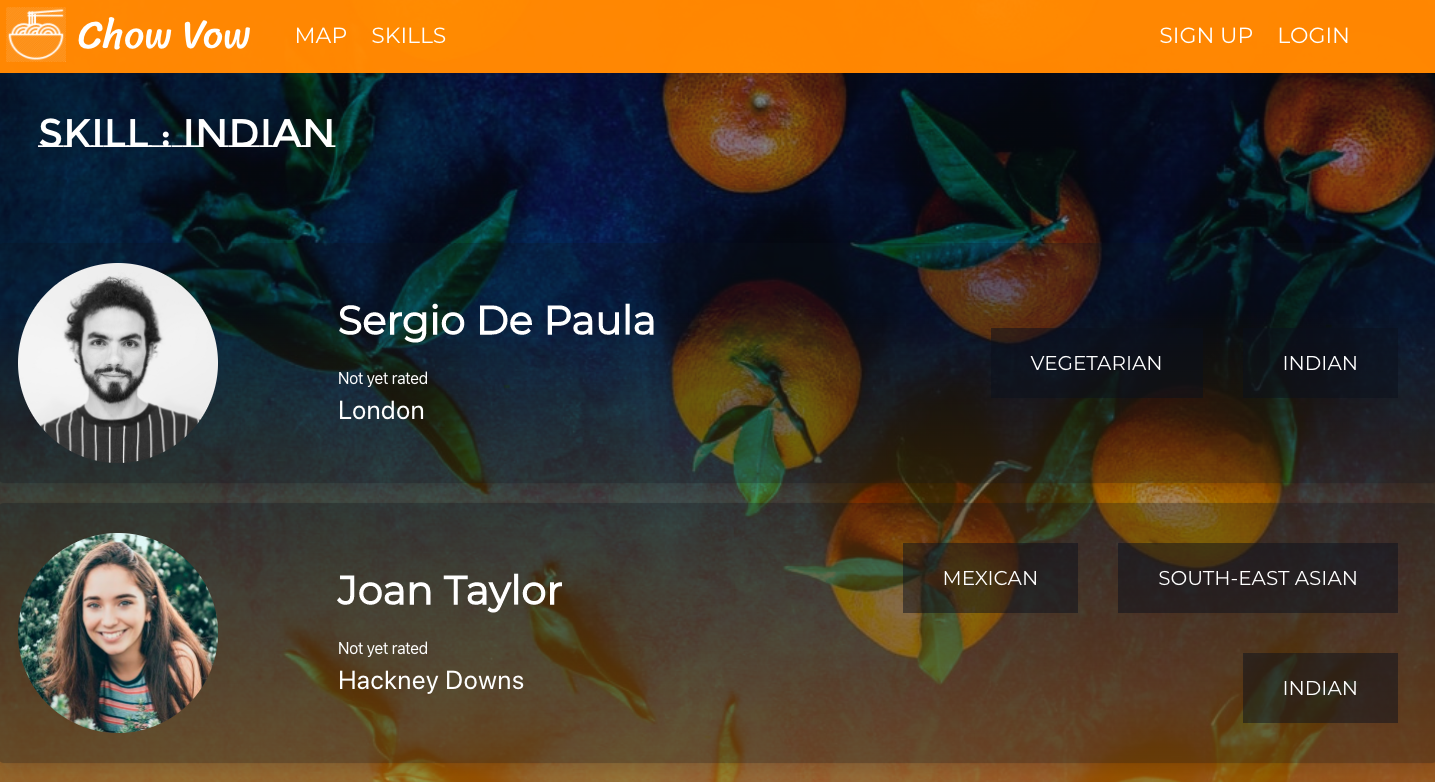 Chow Vow MAP SKILLS SIGN UP LOGIN
SKILL : INDIAN
Sergio De Paula
VEGETARIAN INDIAN
Not yet rated
London
Joan Taylor
MEXICAN SOUTH-EAST ASIAN
Not yet rated
Hackney Downs
INDIAN